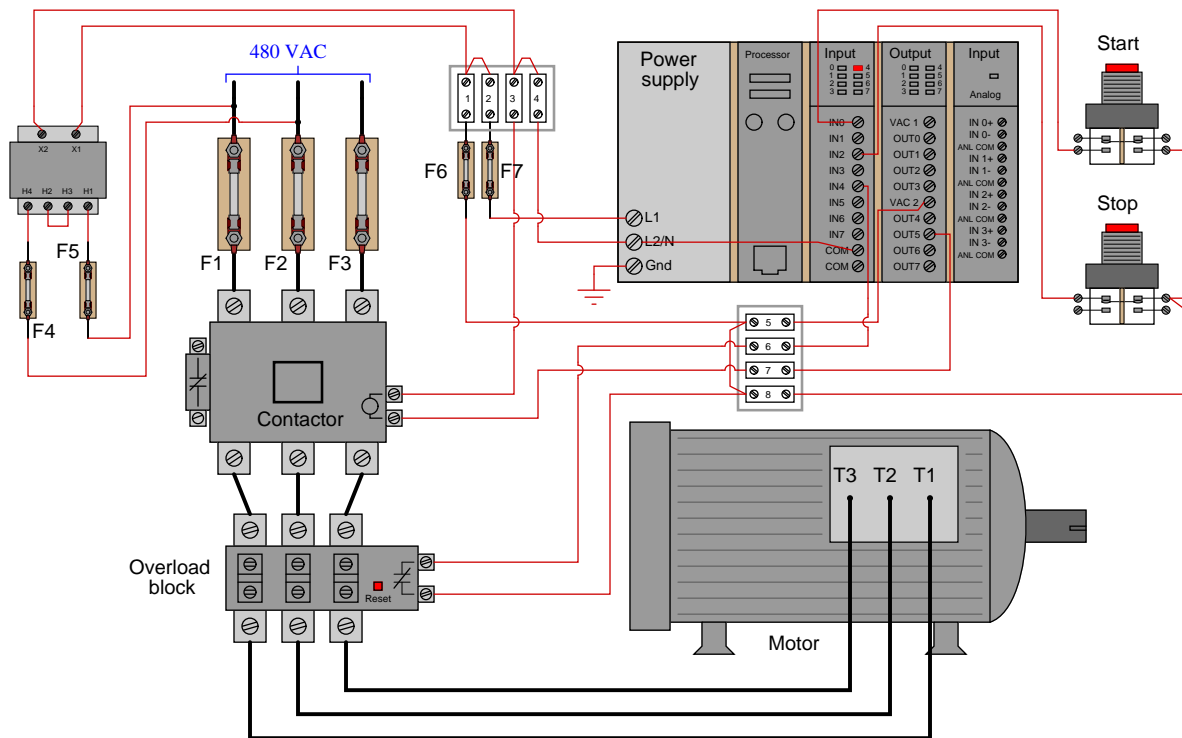 480 VAC
X2 X1
H4 H2 H3 H1
F5
F4
F1 F2 F3
1 2 3 4
F6 F7
Power supply
L1
L2/N
Gnd
Processor
Input
0 4
1 5
2 6
3 7
IN0
IN1
IN2
IN3
IN4
IN5
IN6
IN7
COM
COM
Output
0 4
1 5
2 6
3 7
VAC 1
OUT0
OUT1
OUT2
OUT3
VAC 2
OUT4
OUT5
OUT6
OUT7
Input
Analog
IN 0+
IN 0-
ANL COM
IN 1+
IN 1-
ANL COM
IN 2+
IN 2-
ANL COM
IN 3+
IN 3-
ANL COM
Start
Stop
5
6
7
8
Contactor
Overload
block
Reset
T3 T2 T1
Motor